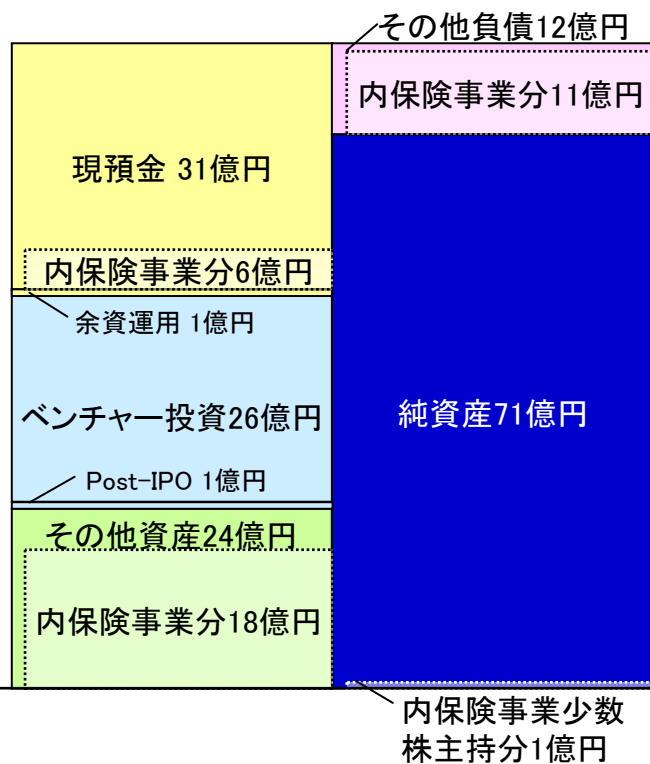 その他負債12億円
内保険事業分11億円
現預金 31億円
内保険事業分6億円
余資運用 1億円
ベンチャー投資26億円
純資産71億円
Post-IPO 1億円
その他資産24億円
内保険事業分18億円
内保険事業少数
株主持分1億円